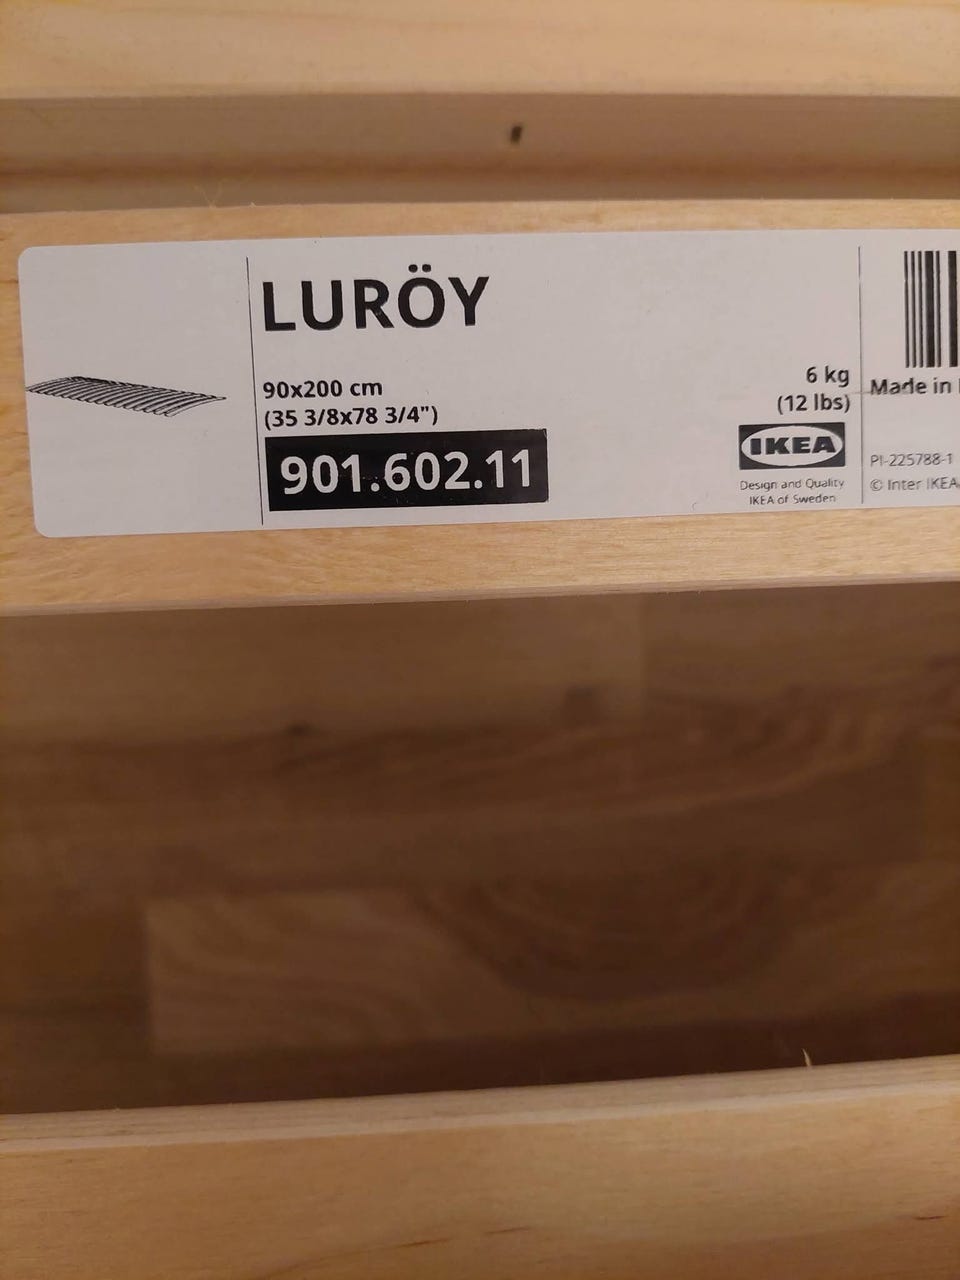 LURÖY
90x200 cm
(35 3/8x78 3/4")
901.602.11
6 kg
(12 lbs)
IKEA
Design and Quality
IKEA of Sweden
Made in
PI-225788-1
© Inter IKEA